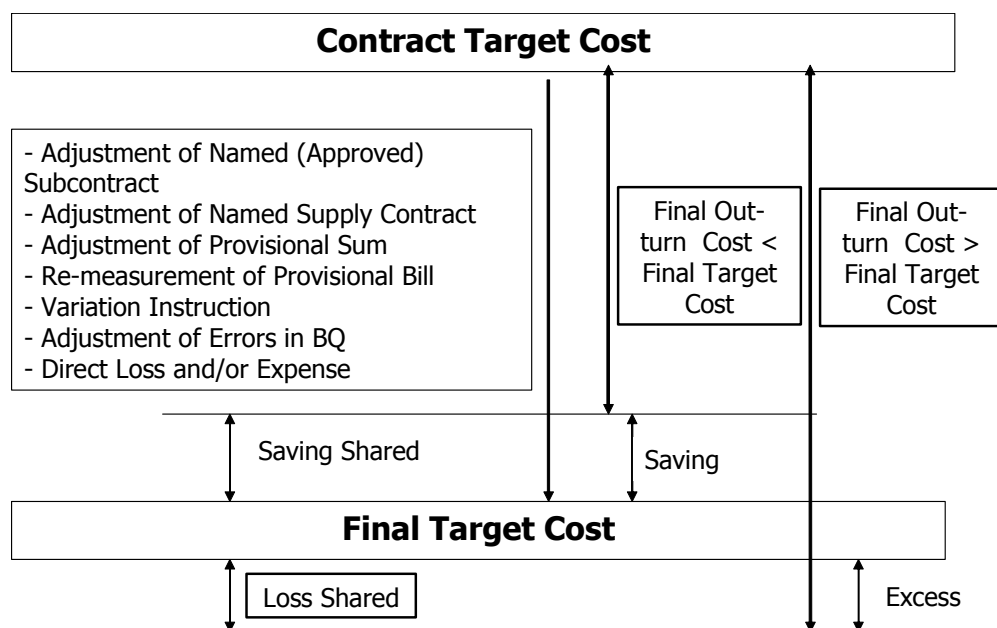 Contract Target Cost
- Adjustment of Named (Approved)
Subcontract
- Adjustment of Named Supply Contract
- Adjustment of Provisional Sum
- Re-measurement of Provisional Bill
- Variation Instruction
- Adjustment of Errors in BQ
- Direct Loss and/or Expense
Final Out-
turn Cost <
Final Target
Cost
Final Out-
turn Cost >
Final Target
Cost
Saving Shared
Saving
Final Target Cost
Loss Shared
Excess